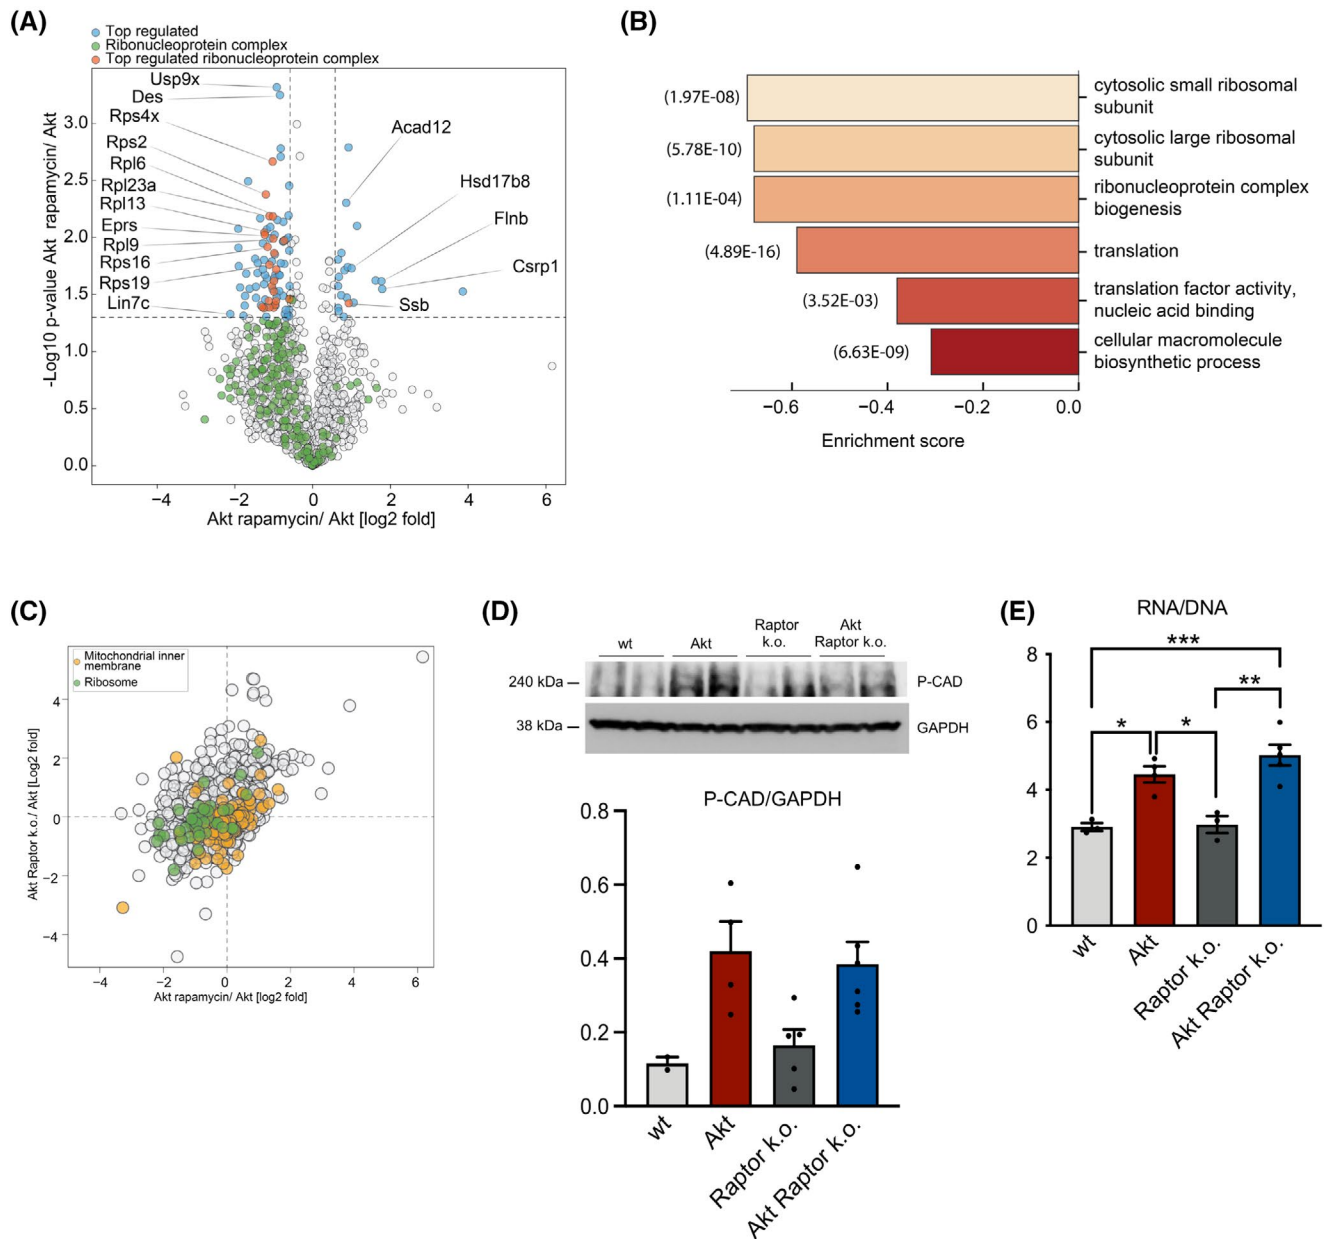 (A)
Top regulated
Ribonucleoprotein complex
Top regulated ribonucleoprotein complex
Usp9x
Des
Rps4x
Rps2
Rpl6
Rpl23a
Rpl13
Eprs
Rpl9
Rps16
Rps19
Lin7c
Acad12
Hsd17b8
Flnb
Csrp1
Ssb
-Log10 p-value Akt rapamycin/ Akt
3.0
2.5
2.0
1.5
1.0
0.5
0.0
−4
−2
0
2
4
6
Akt rapamycin/ Akt [log2 fold]
(B)
(1.97E-08)
cytosolic small ribosomal
subunit
(5.78E-10)
cytosolic large ribosomal
subunit
(1.11E-04)
ribonucleoprotein complex
biogenesis
(4.89E-16)
translation
(3.52E-03)
translation factor activity,
nucleic acid binding
(6.63E-09)
cellular macromolecule
biosynthetic process
−0.6
−0.4
−0.2
0.0
Enrichment score
(C)
Mitochondrial inner
membrane
Ribosome
Akt Raptor k.o./ Akt [Log2 fold]
4
2
0
−2
−4
−4
−2
0
2
4
6
Akt rapamycin/ Akt [log2 fold]
(D)
wt
Akt
Raptor
k.o.
Akt
Raptor k.o.
240 kDa
P-CAD
38 kDa
GAPDH
P-CAD/GAPDH
0.8
0.6
0.4
0.2
0.0
wt
Akt
Raptor k.o.
Akt Raptor k.o.
(E)
RNA/DNA
***
**
*
*
8
6
4
2
0
wt
Akt
Raptor k.o.
Akt Raptor k.o.